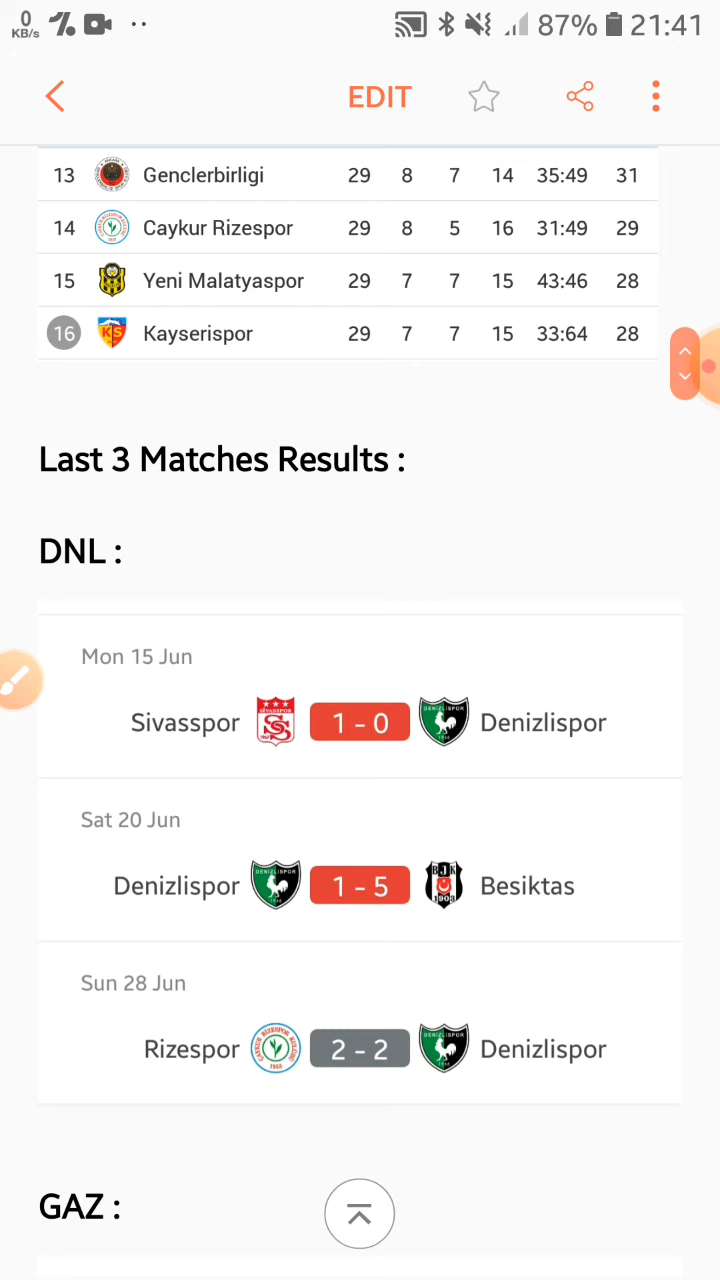 0 KB/s 87% 21:41
EDIT
13 Genclerbirligi 29 8 7 14 35:49 31
14 Caykur Rizespor 29 8 5 16 31:49 29
15 Yeni Malatyaspor 29 7 7 15 43:46 28
16 Kayserispor 29 7 7 15 33:64 28
Last 3 Matches Results :
DNL :
Mon 15 Jun
Sivasspor 1 - 0 Denizlispor
Sat 20 Jun
Denizlispor 1 - 5 Besiktas
Sun 28 Jun
Rizespor 2 - 2 Denizlispor
GAZ :